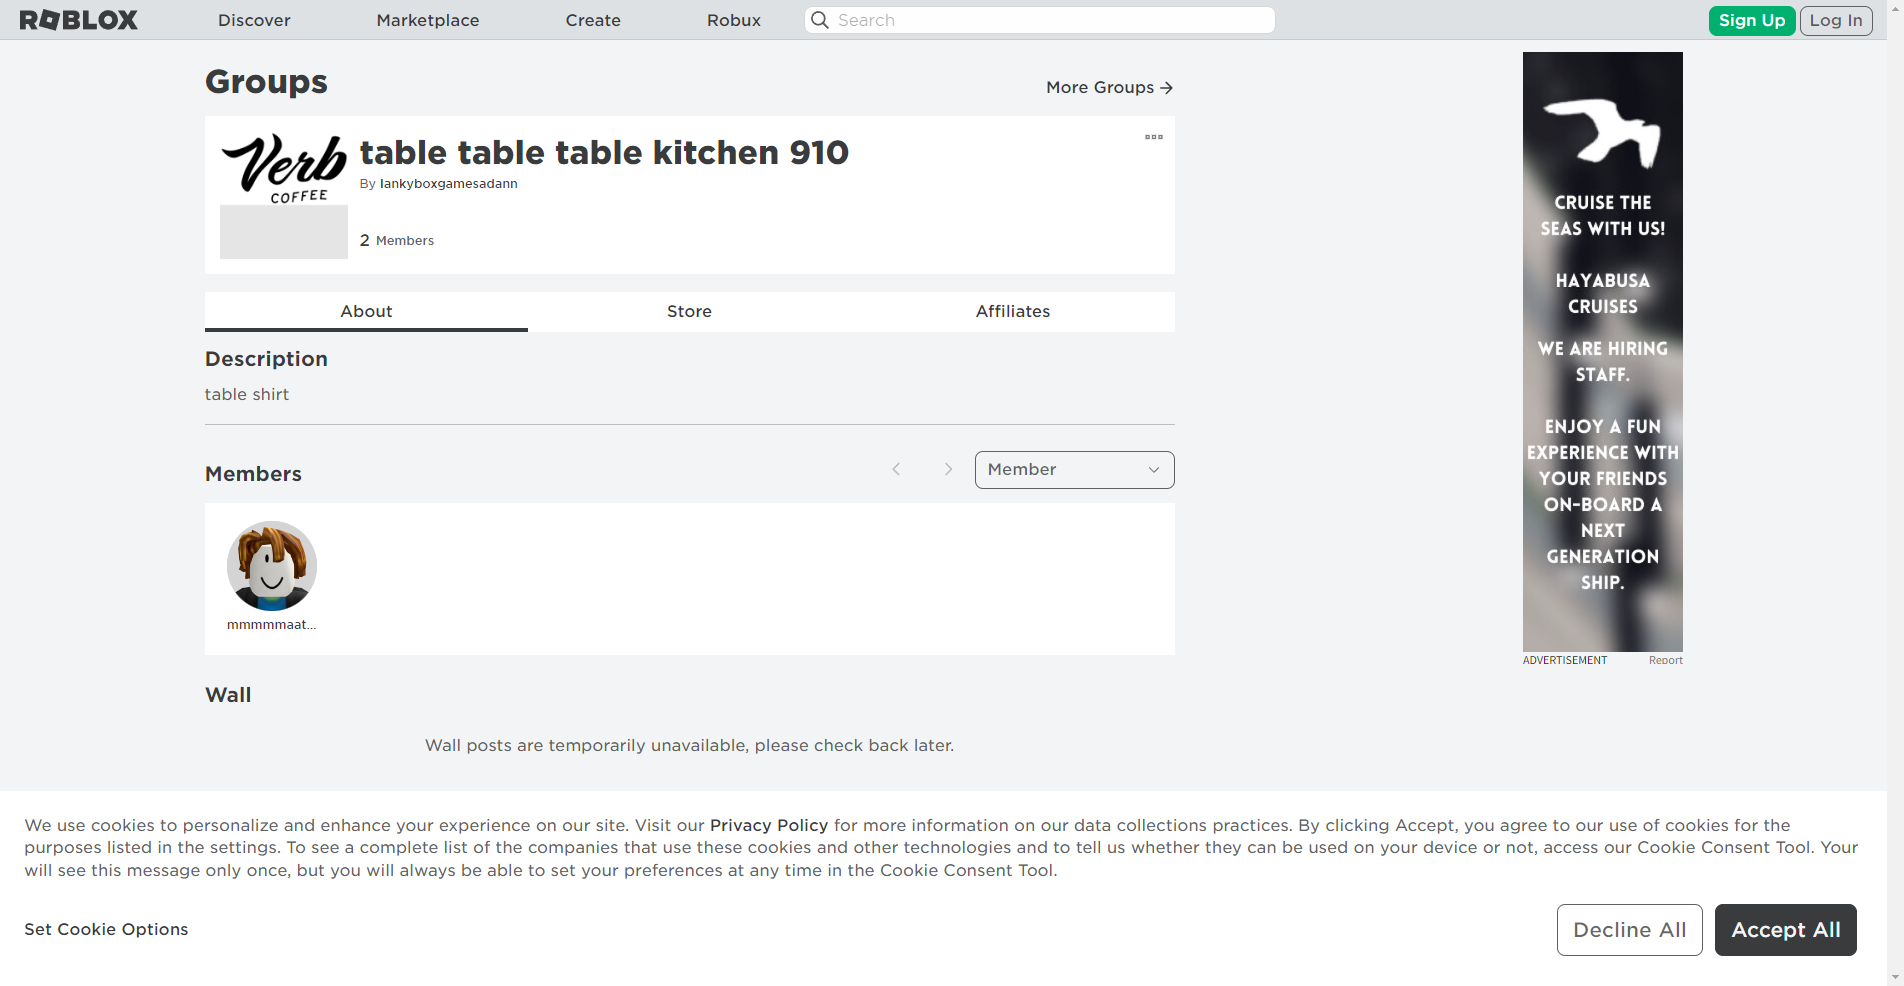 ROBLOX
Discover
Marketplace
Create
Robux
Search
Sign Up
Log In
Groups
More Groups
Verb
COFFEE
table table table kitchen 910
By lankyboxgamesadann
2 Members
About
Store
Affiliates
Description
table shirt
Members
Member
mmmmmaat...
Wall
Wall posts are temporarily unavailable, please check back later.
CRUISE THE
SEAS WITH US!
HAYABUSA
CRUISES
WE ARE HIRING
STAFF.
ENJOY A FUN
EXPERIENCE WITH
YOUR FRIENDS
ON-BOARD A
NEXT
GENERATION
SHIP.
ADVERTISEMENT
Report
We use cookies to personalize and enhance your experience on our site. Visit our Privacy Policy for more information on our data collections practices. By clicking Accept, you agree to our use of cookies for the
purposes listed in the settings. To see a complete list of the companies that use these cookies and other technologies and to tell us whether they can be used on your device or not, access our Cookie Consent Tool. Your
will see this message only once, but you will always be able to set your preferences at any time in the Cookie Consent Tool.
Set Cookie Options
Decline All
Accept All